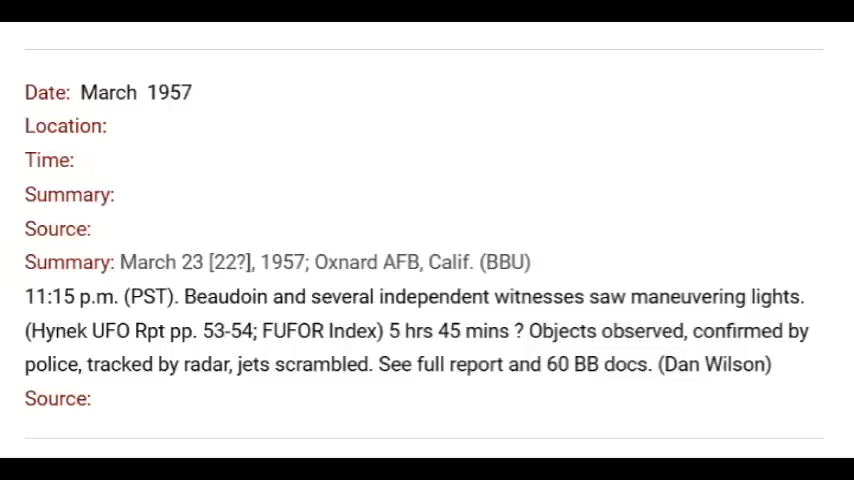 Date: March 1957
Location:
Time:
Summary:
Source:
Summary: March 23 [22?], 1957; Oxnard AFB, Calif. (BBU)
11:15 p.m. (PST). Beaudoin and several independent witnesses saw maneuvering lights.
(Hynek UFO Rpt pp. 53-54; FUFOR Index) 5 hrs 45 mins ? Objects observed, confirmed by
police, tracked by radar, jets scrambled. See full report and 60 BB docs. (Dan Wilson)
Source: